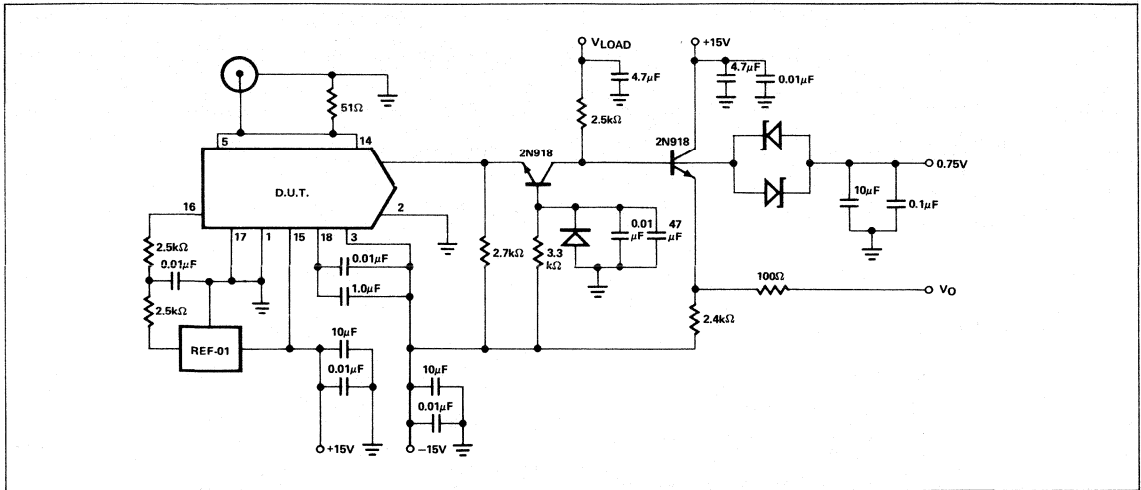 VLOAD
+15V
4.7μF
4.7μF
0.01μF
51Ω
2.5kΩ
5
14
2N918
2N918
D.U.T.
0.75V
16
2
10μF
0.1μF
17
1
15
18
3
0.01
μF
47
μF
2.5kΩ
2.7kΩ
3.3
kΩ
0.01μF
0.01μF
100Ω
VO
1.0μF
2.5kΩ
2.4kΩ
REF-01
10μF
0.01μF
10μF
0.01μF
+15V
–15V